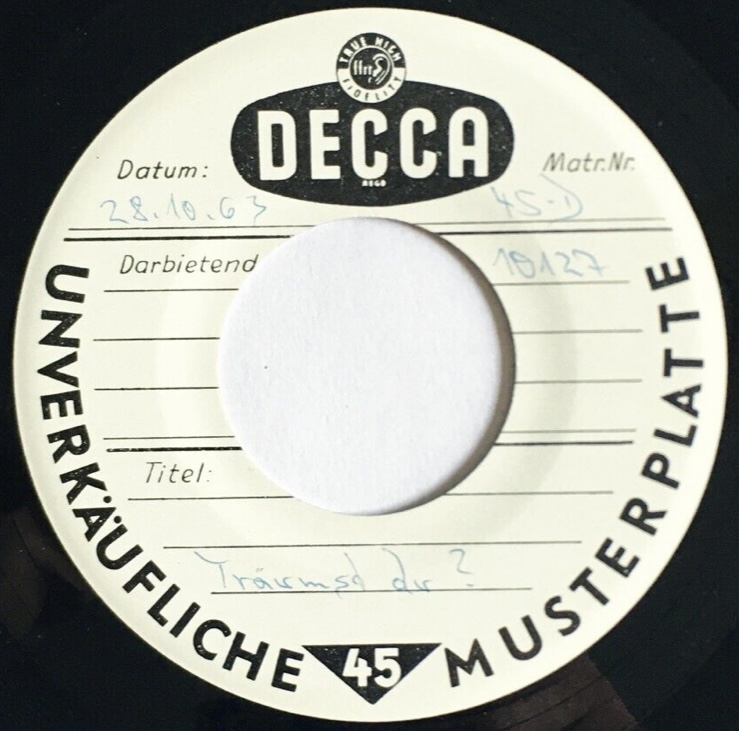 TRUE HIGH
ffrr
FIDELITY
DECCA
Datum:
Matr.Nr.
28.10.63
45-D
Darbietend
10127
Titel:
Träumst du?
UNVERKÄUFLICHE 45 MUSTERPLATTE